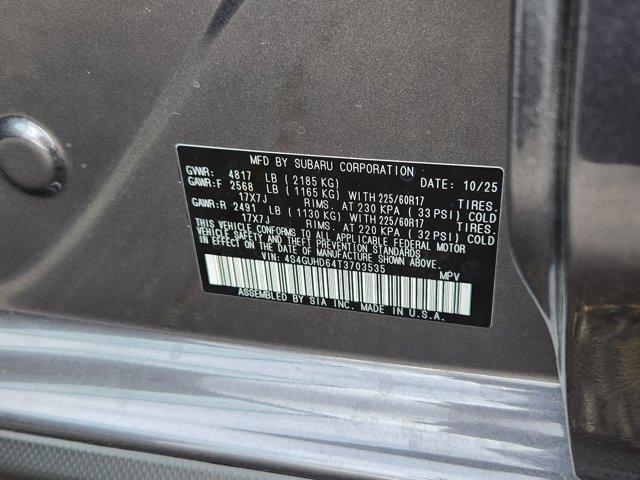 MFD BY SUBARU CORPORATION
GVWR: 4817 LB ( 2185 KG) DATE: 10/25
GAWR:F 2568 LB ( 1165 KG) WITH 225/60R17 TIRES.
17X7J RIMS. AT 230 KPA ( 33 PSI) COLD
GAWR:R 2491 LB ( 1130 KG) WITH 225/60R17 TIRES.
17X7J RIMS. AT 220 KPA ( 32 PSI) COLD
THIS VEHICLE CONFORMS TO ALL APPLICABLE FEDERAL MOTOR
VEHICLE SAFETY AND THEFT PREVENTION STANDARDS
IN EFFECT ON THE DATE OF MANUFACTURE SHOWN ABOVE.
VIN: 4S4GUHD64T3703535 MPV
ASSEMBLED BY SIA INC. MADE IN U.S.A.